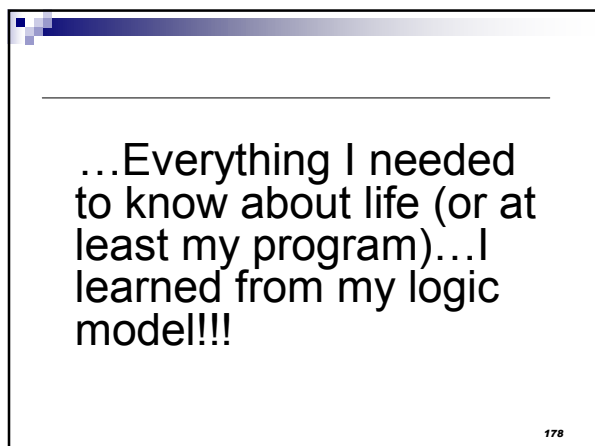 …Everything I needed
to know about life (or at
least my program)…I
learned from my logic
model!!!
178